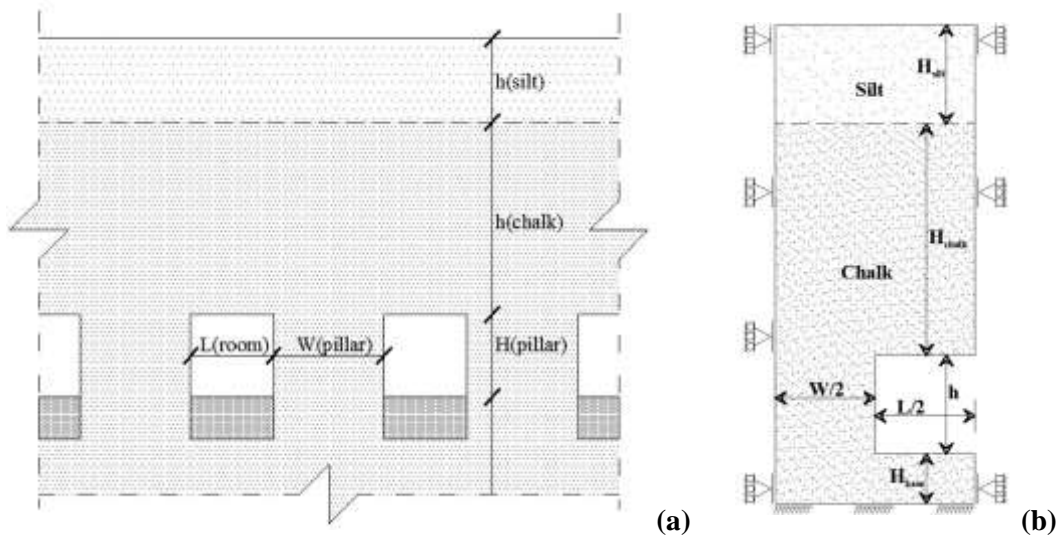 h(silt)
h(chalk)
L(room)
W(pillar)
H(pillar)
(a)
H
Silt
H
Chalk
W/2
L/2
h
H
(b)